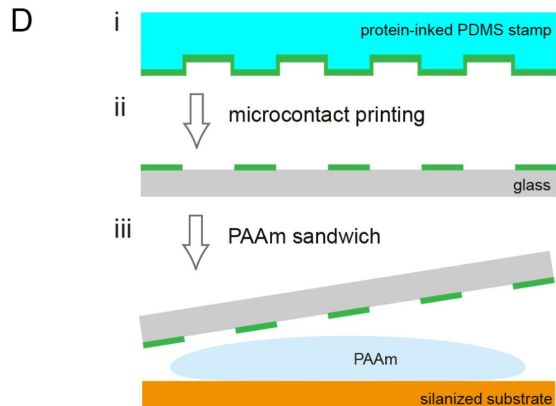 D
i
protein-inked PDMS stamp
ii
microcontact printing
glass
iii
PAAm sandwich
PAAm
silanized substrate